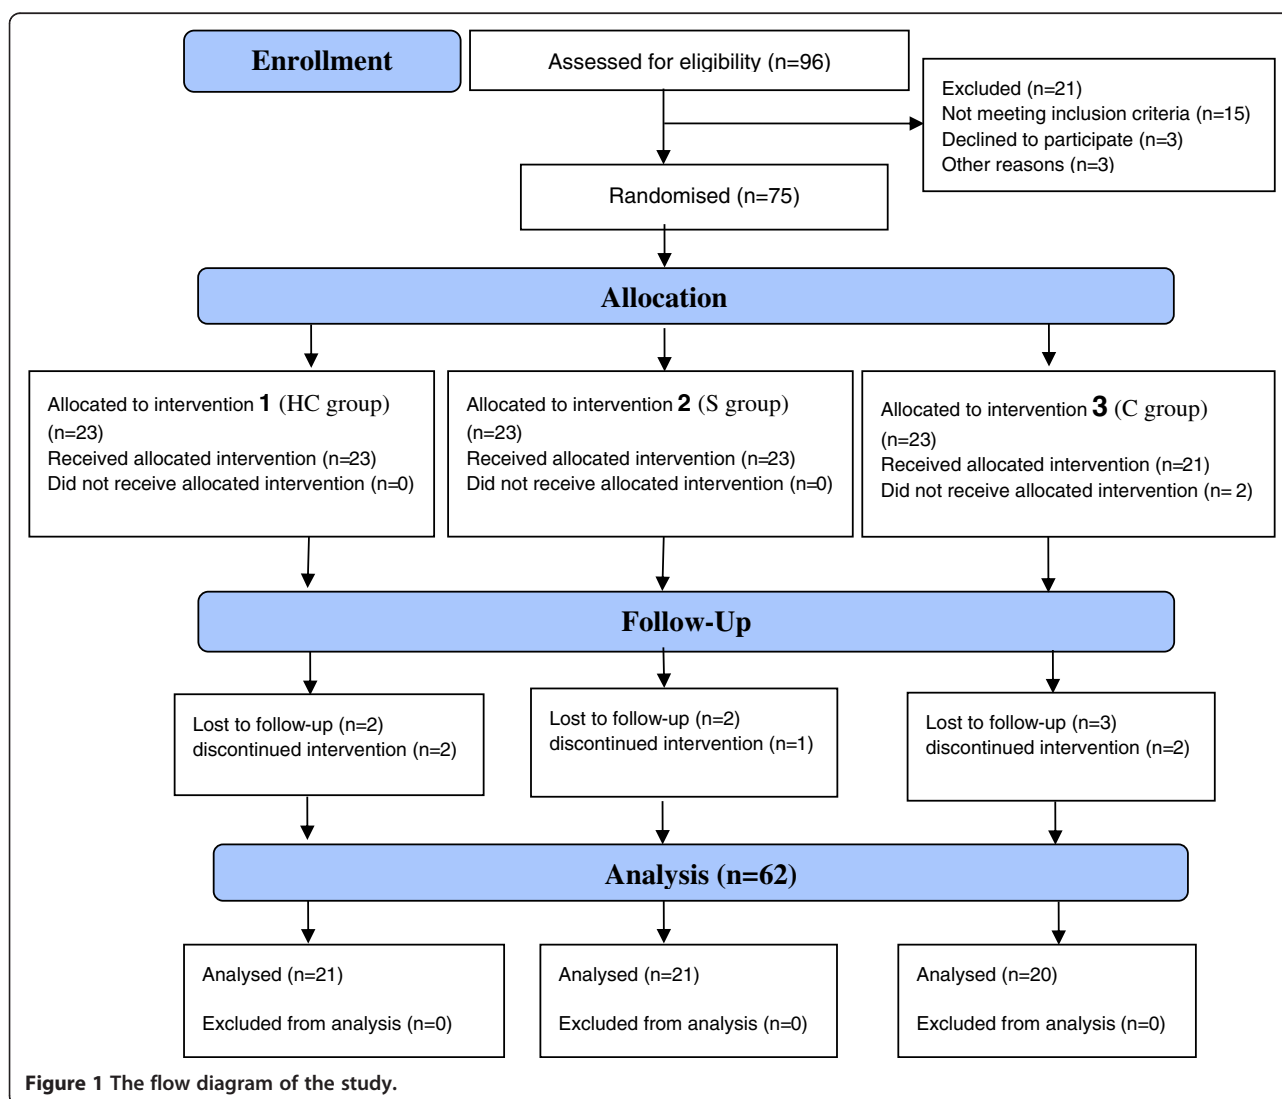 Enrollment
Assessed for eligibility (n=96)
Excluded (n=21)
Not meeting inclusion criteria (n=15)
Declined to participate (n=3)
Other reasons (n=3)
Randomised (n=75)
Allocation
Allocated to intervention 1 (HC group)
(n=23)
Received allocated intervention (n=23)
Did not receive allocated intervention (n=0)
Allocated to intervention 2 (S group)
(n=23)
Received allocated intervention (n=23)
Did not receive allocated intervention (n=0)
Allocated to intervention 3 (C group)
(n=23)
Received allocated intervention (n=21)
Did not receive allocated intervention (n= 2)
Follow-Up
Lost to follow-up (n=2)
discontinued intervention (n=2)
Lost to follow-up (n=2)
discontinued intervention (n=1)
Lost to follow-up (n=3)
discontinued intervention (n=2)
Analysis (n=62)
Analysed (n=21)
Excluded from analysis (n=0)
Analysed (n=21)
Excluded from analysis (n=0)
Analysed (n=20)
Excluded from analysis (n=0)
Figure 1 The flow diagram of the study.